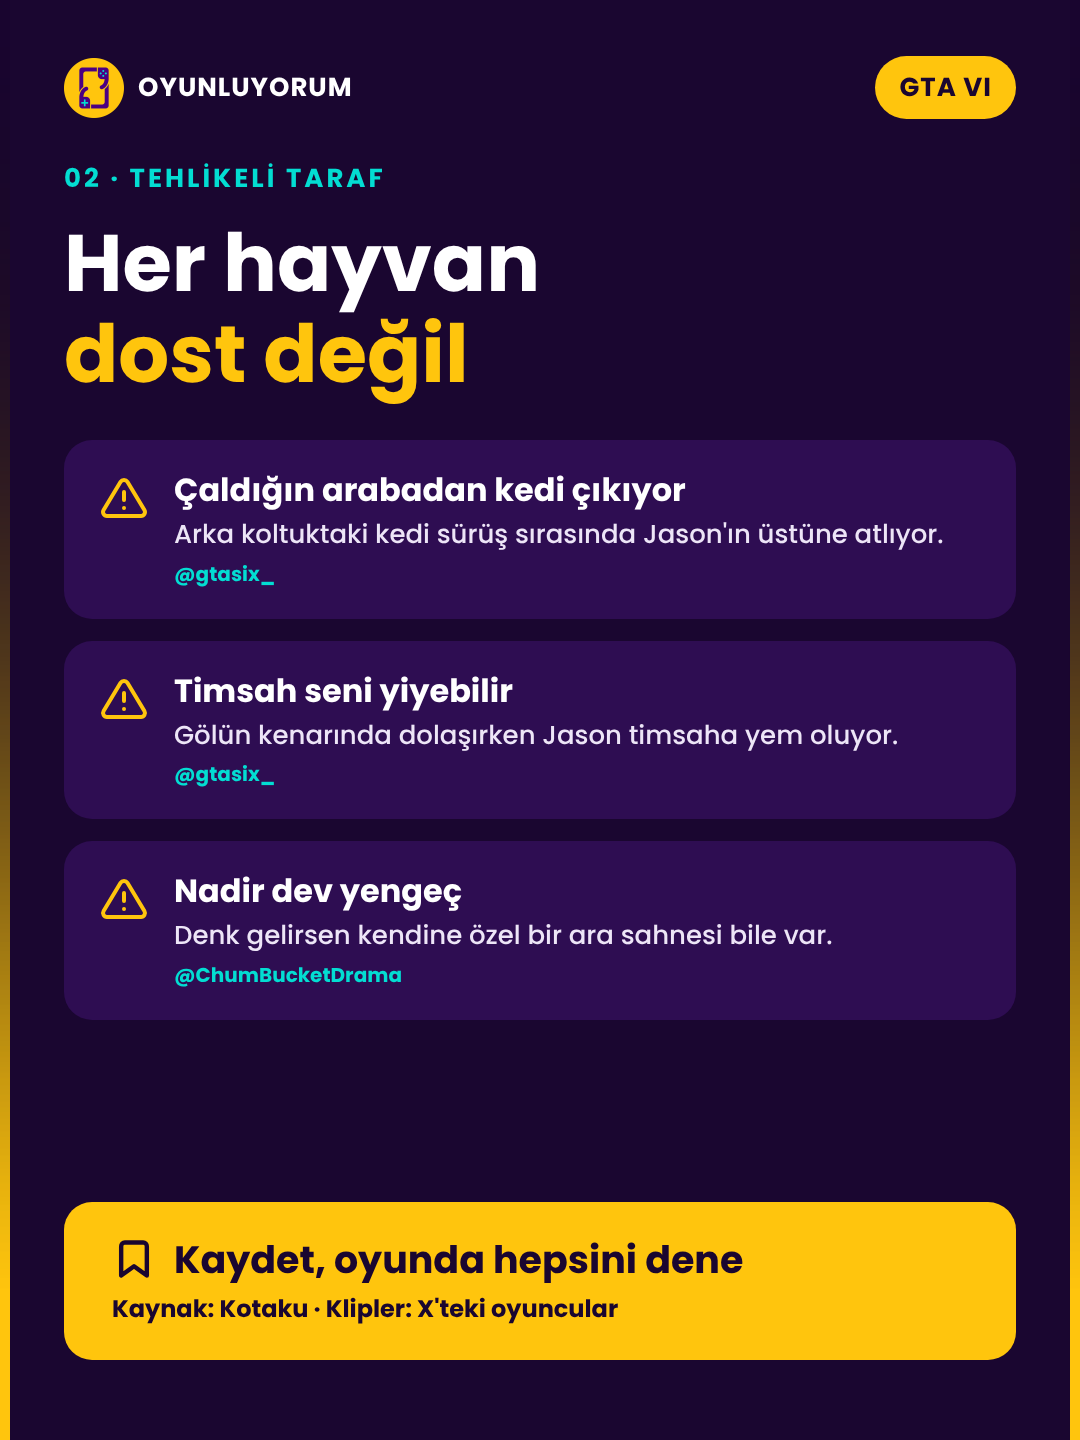 OYUNLUYORUM
GTA VI
02 · TEHLİKELİ TARAF
Her hayvan
dost değil
Çaldığın arabadan kedi çıkıyor
Arka koltuktaki kedi sürüş sırasında Jason'ın üstüne atlıyor.
@gtasix_
Timsah seni yiyebilir
Gölün kenarında dolaşırken Jason timsaha yem oluyor.
@gtasix_
Nadir dev yengeç
Denk gelirsen kendine özel bir ara sahnesi bile var.
@ChumBucketDrama
Kaydet, oyunda hepsini dene
Kaynak: Kotaku · Klipler: X'teki oyuncular